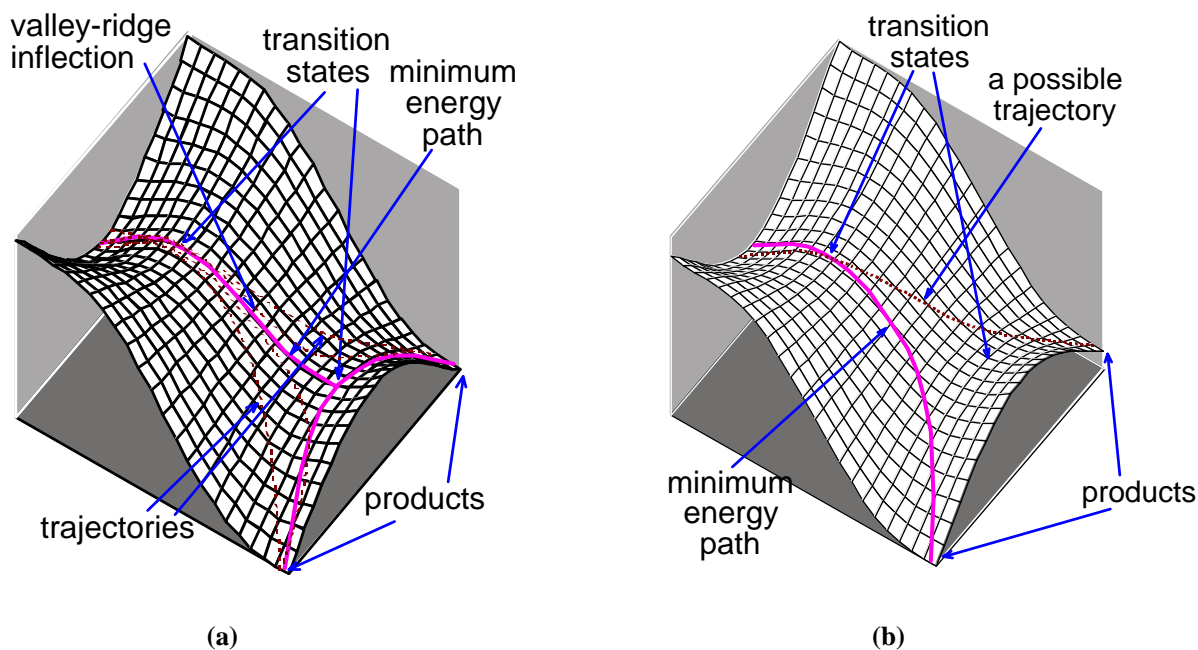 valley-ridge
inflection
transition
states
minimum
energy
path
trajectories
products
(a)
transition
states
a possible
trajectory
minimum
energy
path
products
(b)